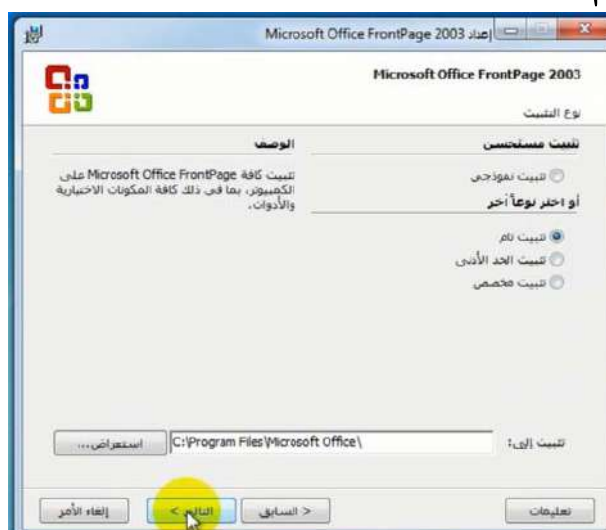 إعداد Microsoft Office FrontPage 2003
Microsoft Office FrontPage 2003
نوع التثبيت
تثبيت مستحسن
تثبيت نموذجي
أو اختر نوعاً آخر
تثبيت تام
تثبيت الحد الأدنى
تثبيت مخصص
الوصف
تثبيت كافة Microsoft Office FrontPage على
الكمبيوتر، بما في ذلك كافة المكونات الاختيارية
والأدوات.
تثبيت إلى:
C:\Program Files\Microsoft Office\
استعراض...
تعليمات
< السابق
التالي >
إلغاء الأمر